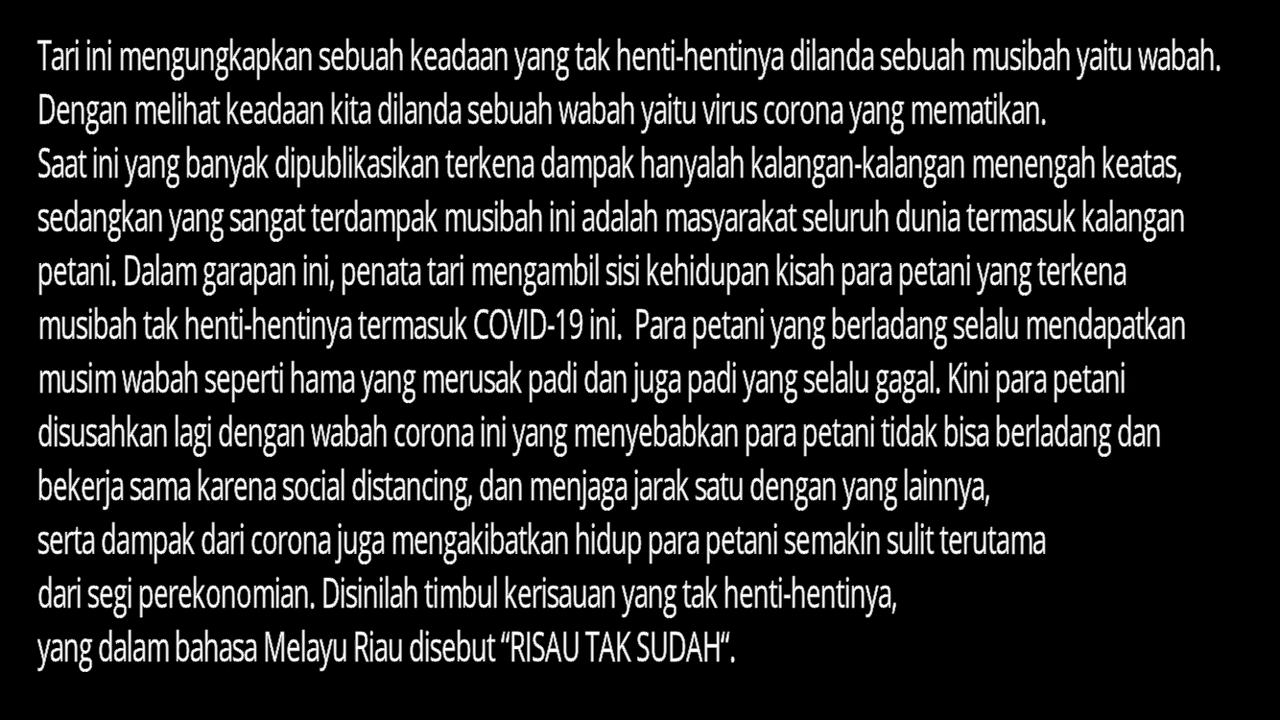 Tari ini mengungkapkan sebuah keadaan yang tak henti-hentinya dilanda sebuah musibah yaitu wabah.
Dengan melihat keadaan kita dilanda sebuah wabah yaitu virus corona yang mematikan.
Saat ini yang banyak dipublikasikan terkena dampak hanyalah kalangan-kalangan menengah keatas,
sedangkan yang sangat terdampak musibah ini adalah masyarakat seluruh dunia termasuk kalangan
petani. Dalam garapan ini, penata tari mengambil sisi kehidupan kisah para petani yang terkena
musibah tak henti-hentinya termasuk COVID-19 ini.  Para petani yang berladang selalu mendapatkan
musim wabah seperti hama yang merusak padi dan juga padi yang selalu gagal. Kini para petani
disusahkan lagi dengan wabah corona ini yang menyebabkan para petani tidak bisa berladang dan
bekerja sama karena social distancing, dan menjaga jarak satu dengan yang lainnya,
serta dampak dari corona juga mengakibatkan hidup para petani semakin sulit terutama
dari segi perekonomian. Disinilah timbul kerisauan yang tak henti-hentinya,
yang dalam bahasa Melayu Riau disebut “RISAU TAK SUDAH“.